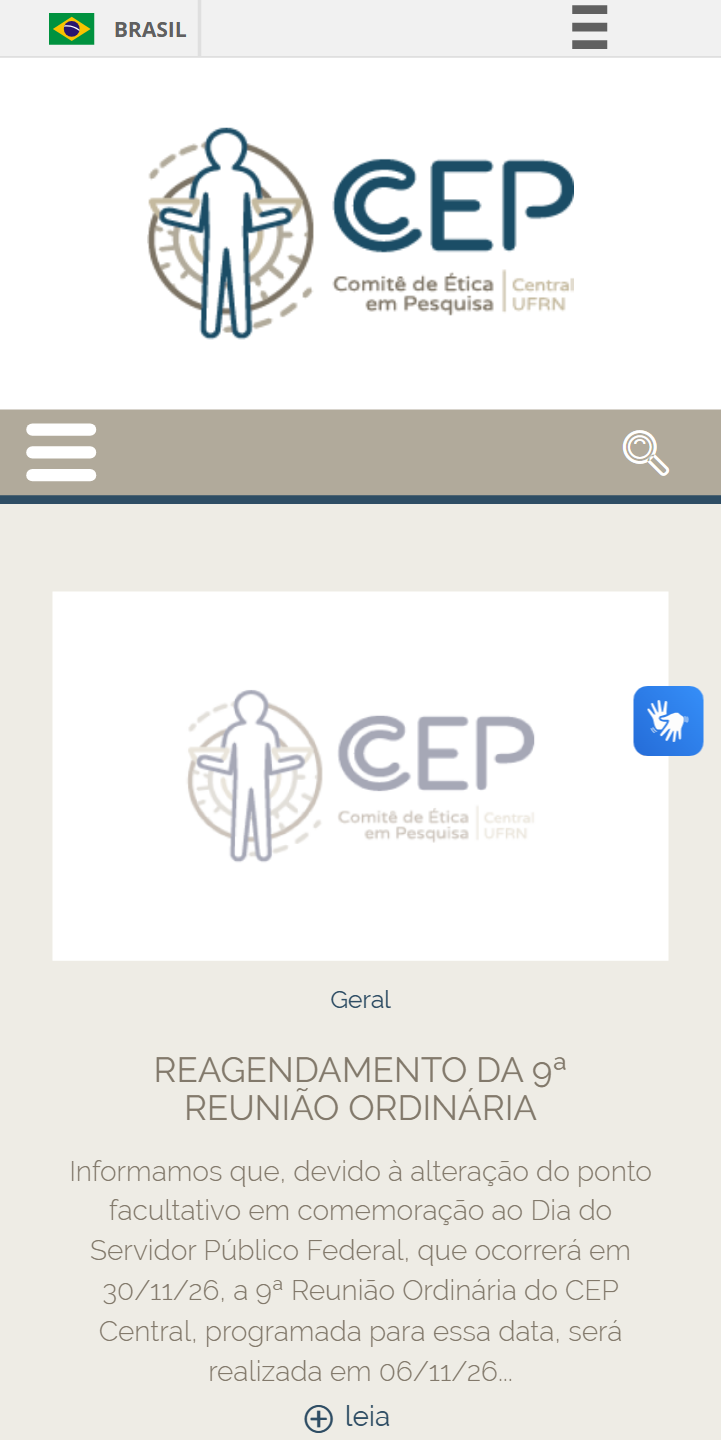 BRASIL
CEP
Comitê de Ética
em Pesquisa
Central
UFRN
CEP
Comitê de Ética
em Pesquisa
Central
UFRN
Geral
REAGENDAMENTO DA 9ª
REUNIÃO ORDINÁRIA
Informamos que, devido à alteração do ponto
facultativo em comemoração ao Dia do
Servidor Público Federal, que ocorrerá em
30/11/26, a 9ª Reunião Ordinária do CEP
Central, programada para essa data, será
realizada em 06/11/26...
leia